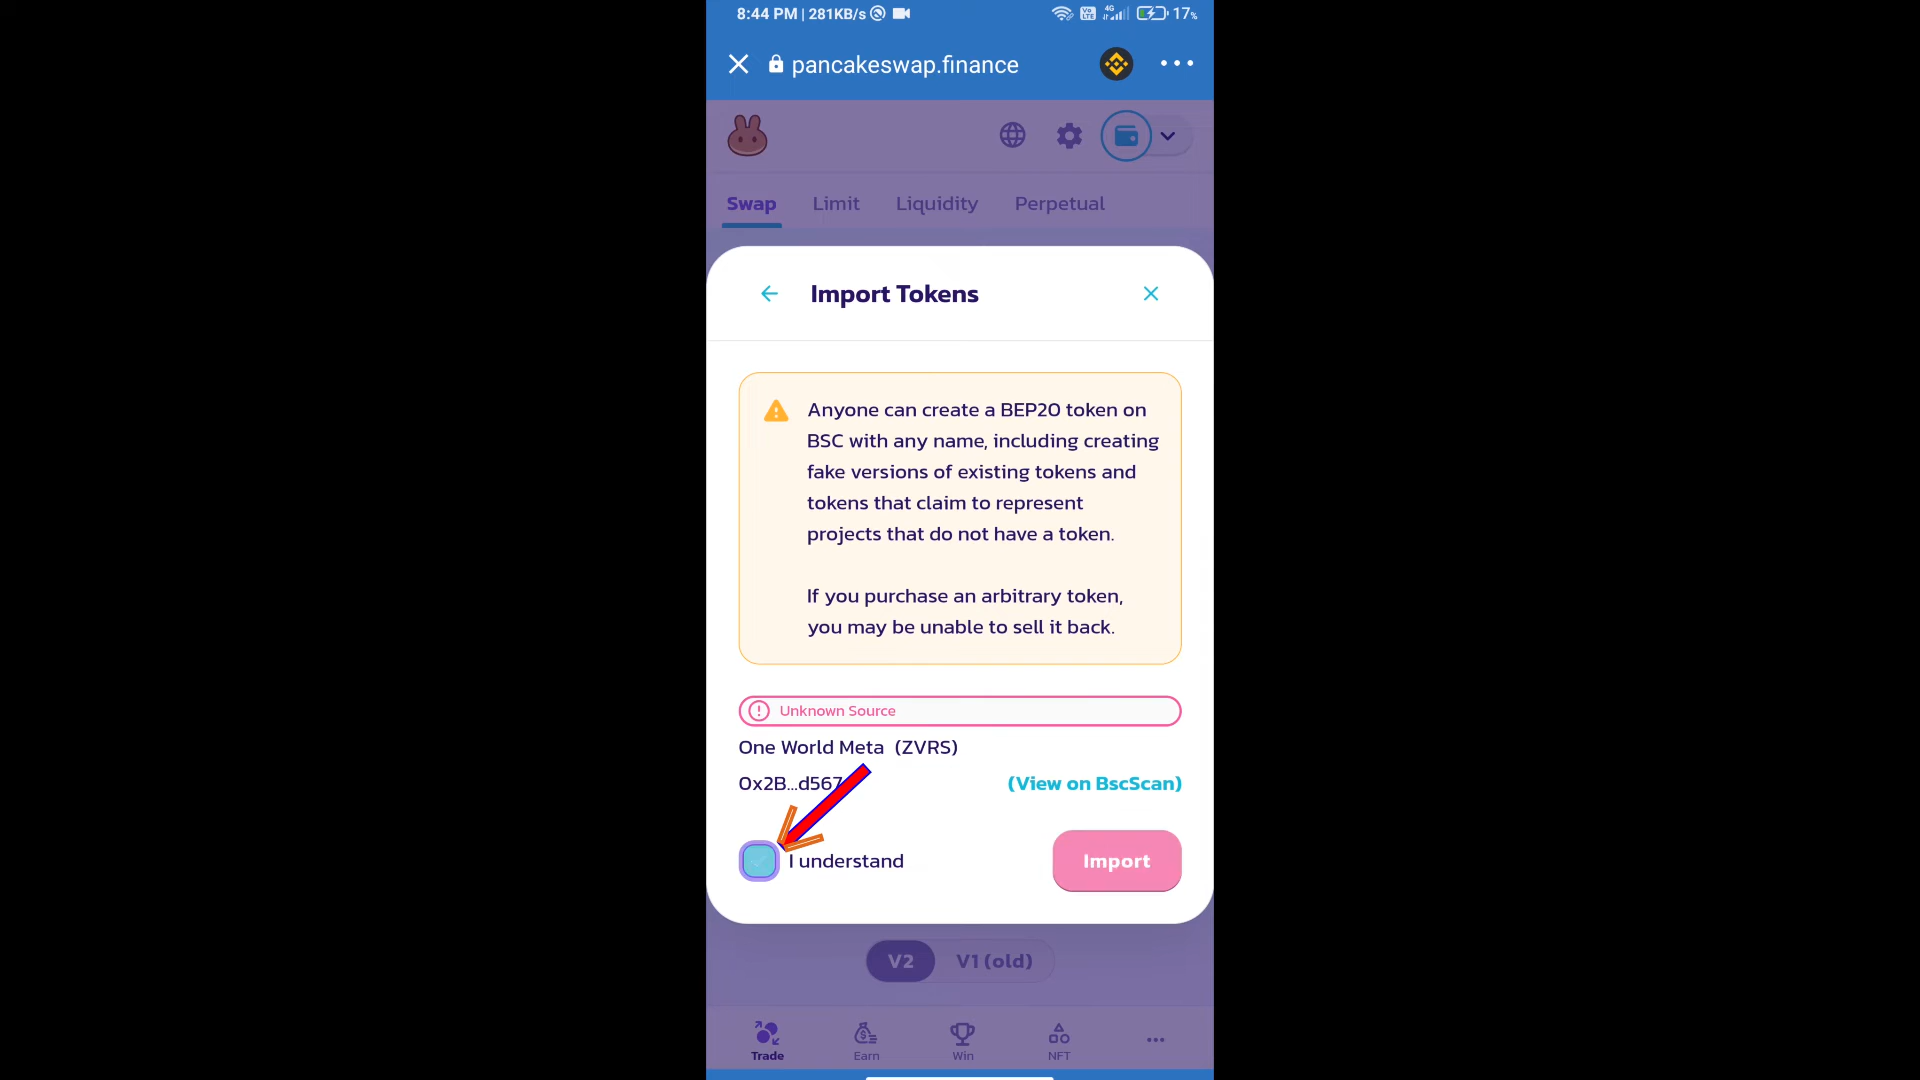 8:44 PM | 281KB/s
Vo LTE 4G 17%
pancakeswap.finance
Swap Limit Liquidity Perpetual
Import Tokens
Anyone can create a BEP20 token on
BSC with any name, including creating
fake versions of existing tokens and
tokens that claim to represent
projects that do not have a token.
If you purchase an arbitrary token,
you may be unable to sell it back.
Unknown Source
One World Meta (ZVRS)
0x2B...d567
(View on BscScan)
I understand
Import
V2 V1 (old)
Trade Earn Win NFT